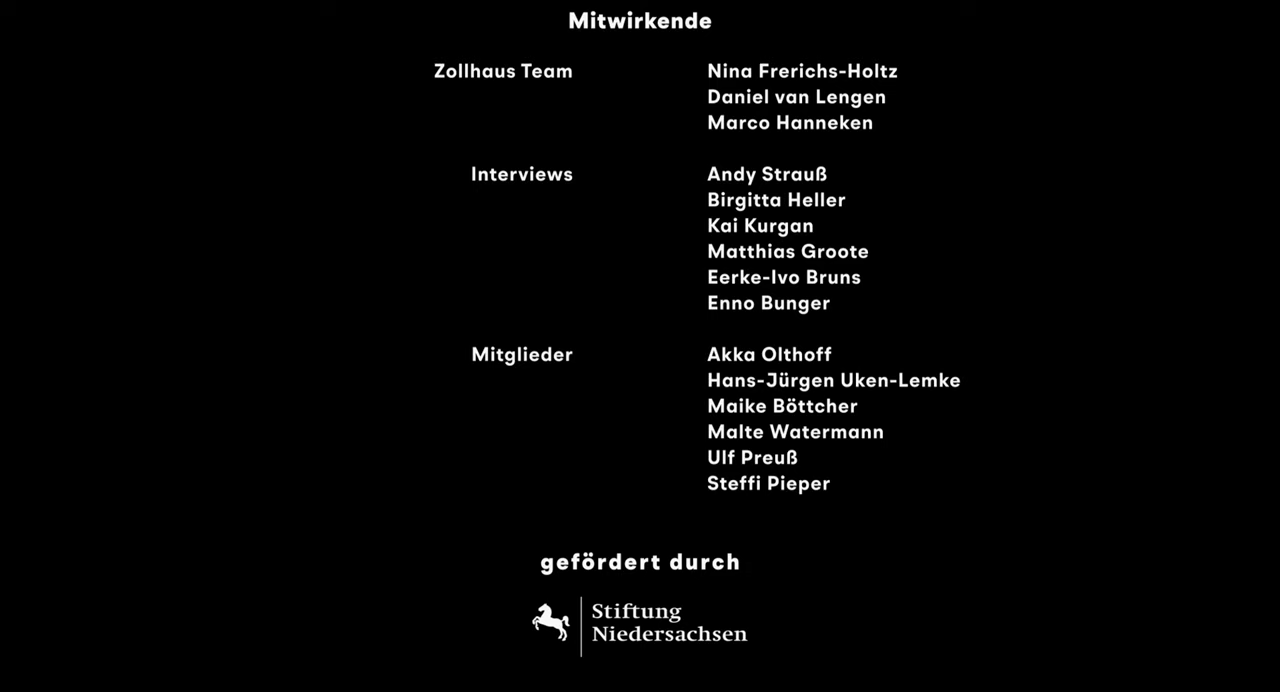 Mitwirkende
Zollhaus Team Nina Frerichs-Holtz
Daniel van Lengen
Marco Hanneken
Interviews Andy Strauß
Birgitta Heller
Kai Kurgan
Matthias Groote
Eerke-Ivo Bruns
Enno Bunger
Mitglieder Akka Olthoff
Hans-Jürgen Uken-Lemke
Maike Böttcher
Malte Watermann
Ulf Preuß
Steffi Pieper
gefördert durch
Stiftung
Niedersachsen